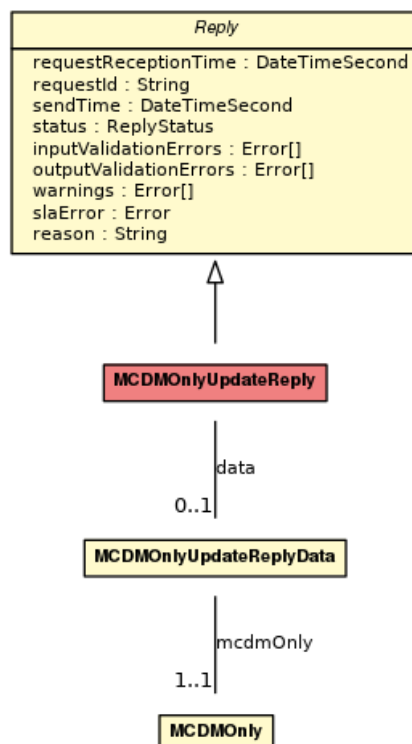 Reply
requestReceptionTime : DateTimeSecond
requestId : String
sendTime : DateTimeSecond
status : ReplyStatus
inputValidationErrors : Error[]
outputValidationErrors : Error[]
warnings : Error[]
slaError : Error
reason : String
MCDMOnlyUpdateReply
data
0..1
MCDMOnlyUpdateReplyData
mcdmOnly
1..1
MCDMOnly